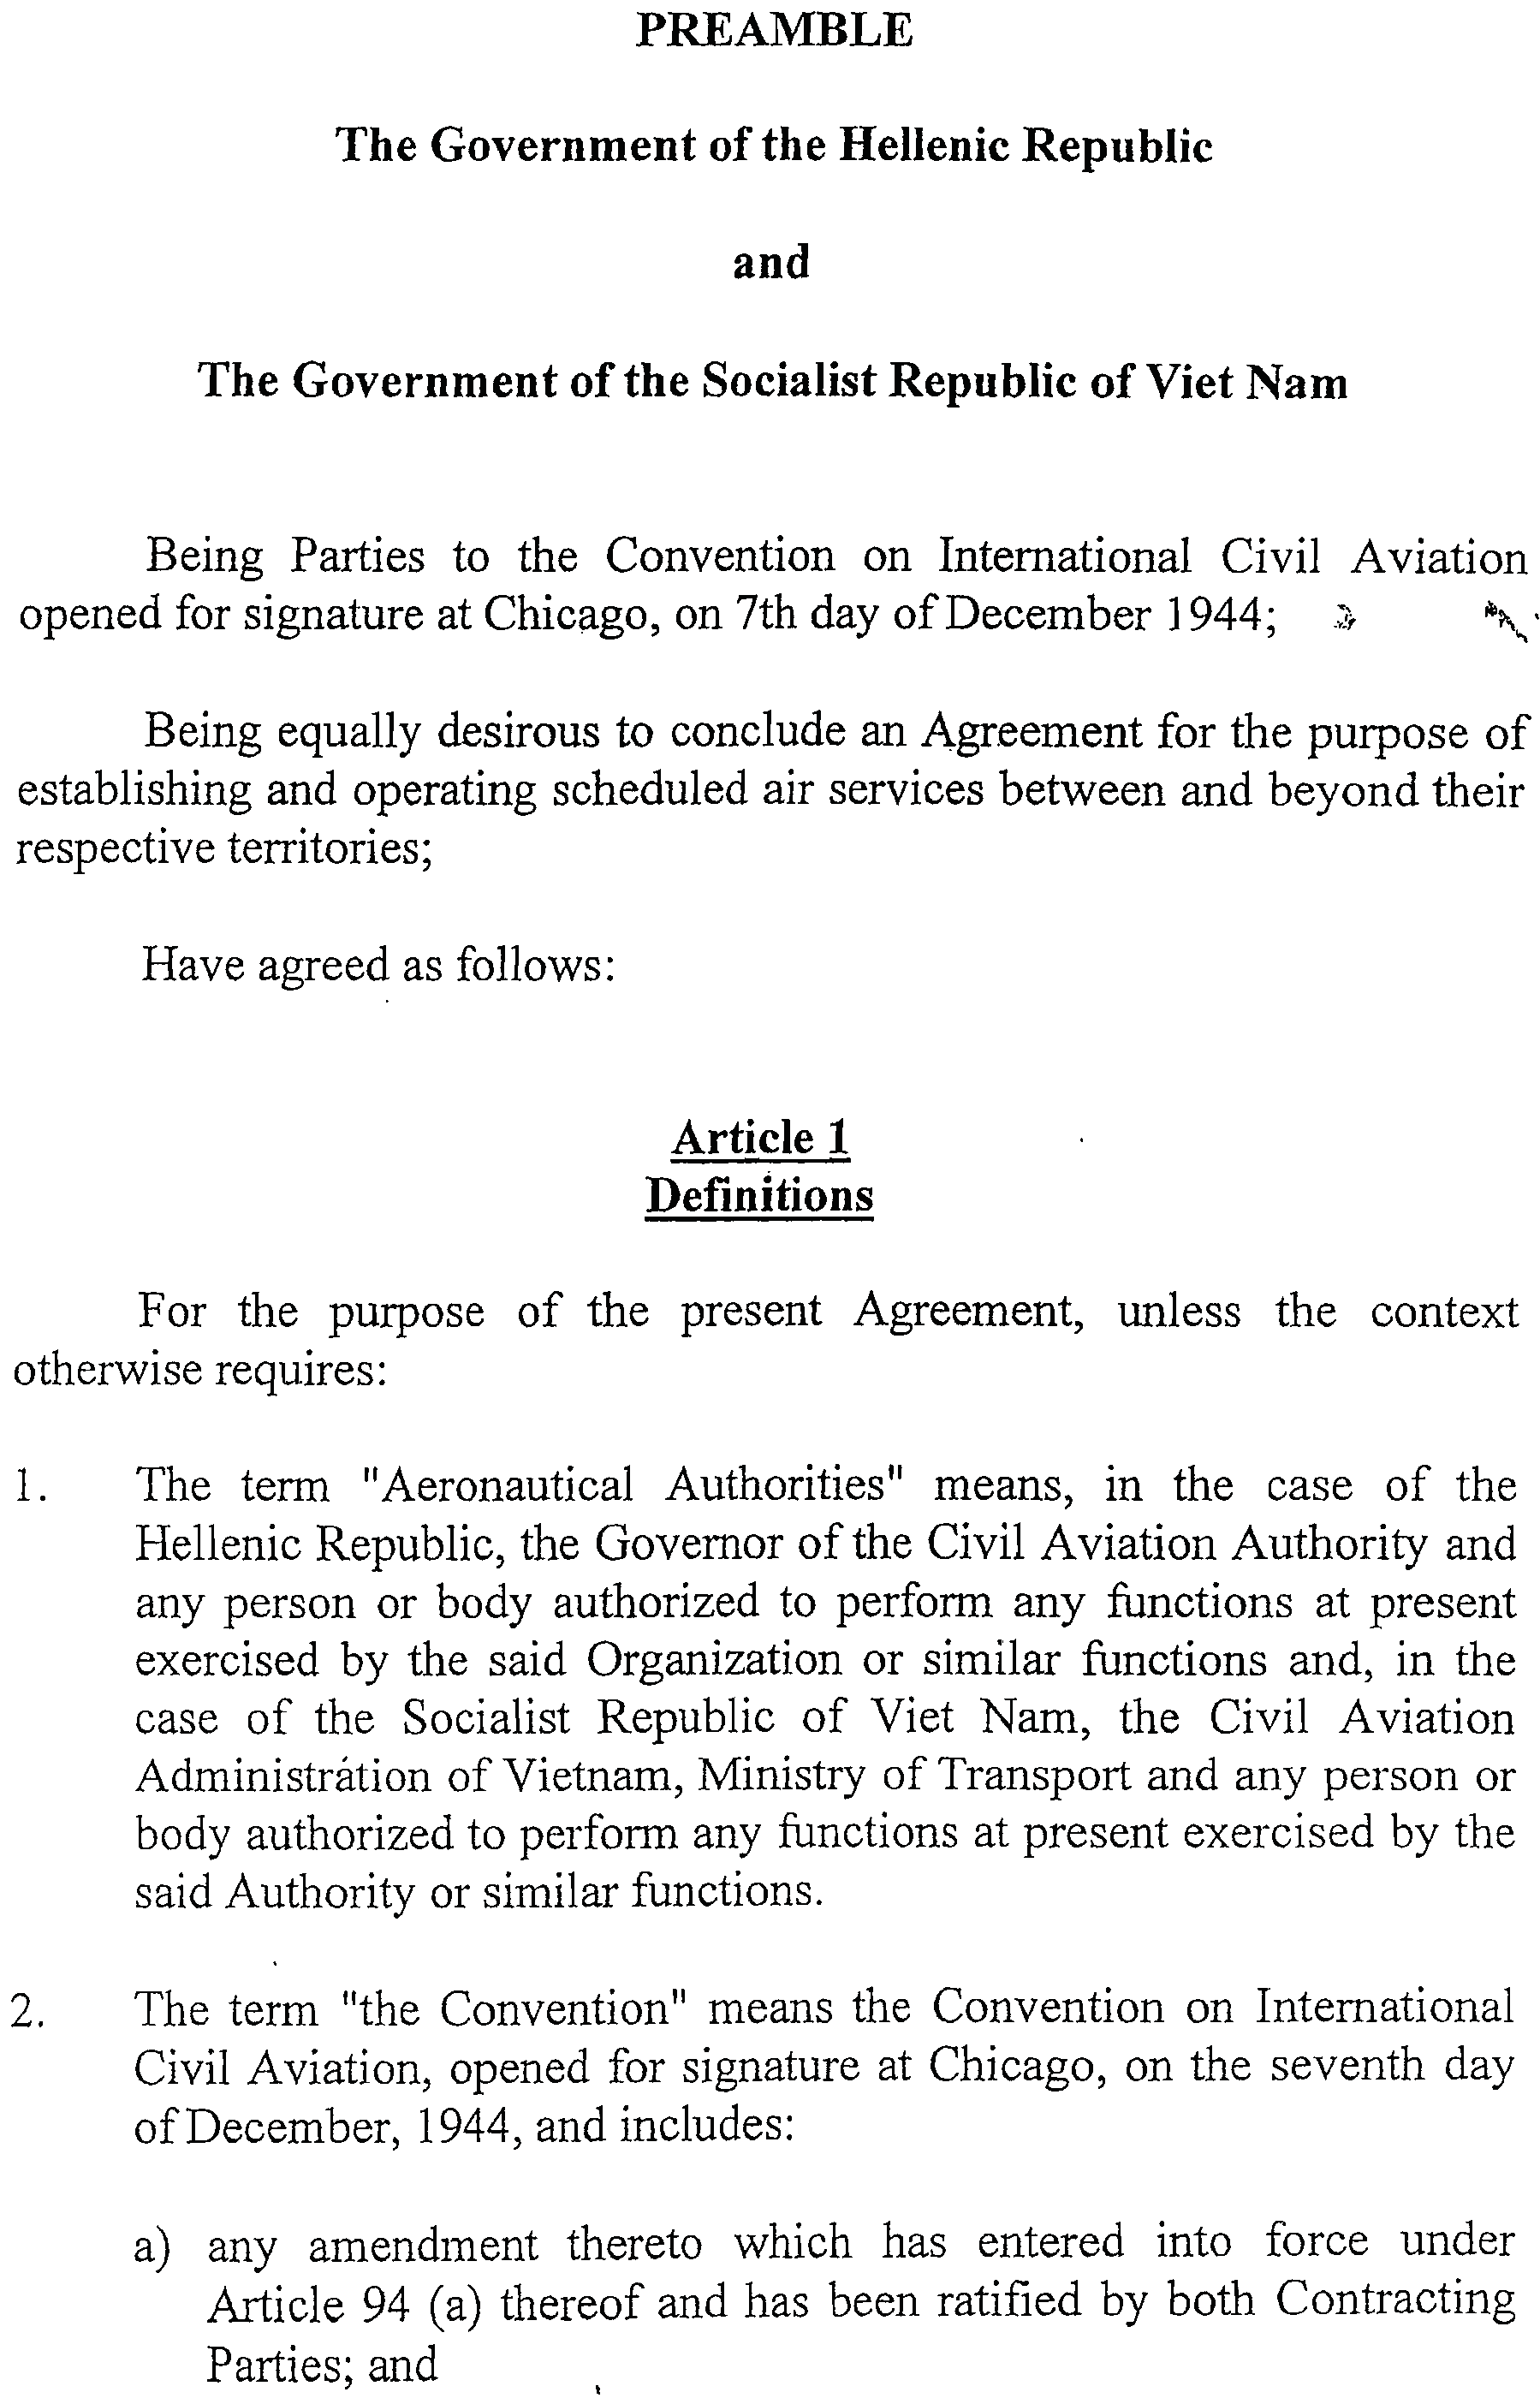 PREAMBLE
The Government of the Hellenic Republic
and
The Government of the Socialist Republic of Viet Nam
Being Parties to the Convention on International Civil Aviation
opened for signature at Chicago, on 7th day of December 1944;
Being equally desirous to conclude an Agreement for the purpose of
establishing and operating scheduled air services between and beyond their
respective territories;
Have agreed as follows:
Article 1
Definitions
For the purpose of the present Agreement, unless the context
otherwise requires:
1. The term "Aeronautical Authorities" means, in the case of the
Hellenic Republic, the Governor of the Civil Aviation Authority and
any person or body authorized to perform any functions at present
exercised by the said Organization or similar functions and, in the
case of the Socialist Republic of Viet Nam, the Civil Aviation
Administration of Vietnam, Ministry of Transport and any person or
body authorized to perform any functions at present exercised by the
said Authority or similar functions.
2. The term "the Convention" means the Convention on International
Civil Aviation, opened for signature at Chicago, on the seventh day
of December, 1944, and includes:
a) any amendment thereto which has entered into force under
Article 94 (a) thereof and has been ratified by both Contracting
Parties; and